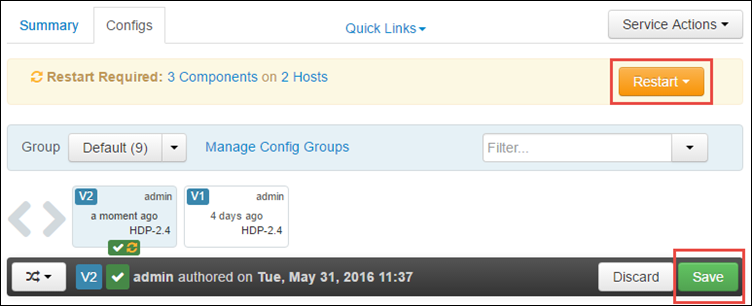 Summary Configs Quick Links Service Actions
Restart Required: 3 Components on 2 Hosts Restart
Group Default (9) Manage Config Groups Filter...
V2 admin V1 admin
a moment ago 4 days ago
HDP-2.4 HDP-2.4
V2 admin authored on Tue, May 31, 2016 11:37 Discard Save